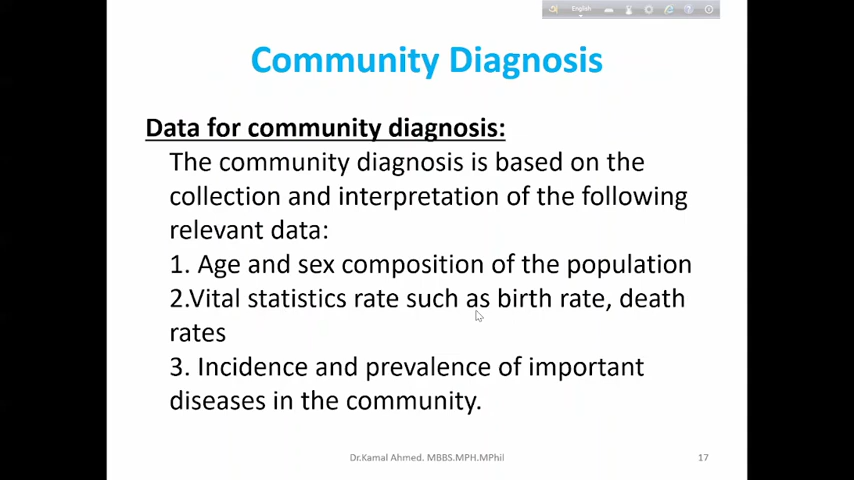 English
Community Diagnosis
Data for community diagnosis:
The community diagnosis is based on the
collection and interpretation of the following
relevant data:
1. Age and sex composition of the population
2.Vital statistics rate such as birth rate, death
rates
3. Incidence and prevalence of important
diseases in the community.
Dr.Kamal Ahmed. MBBS.MPH.MPhil
17